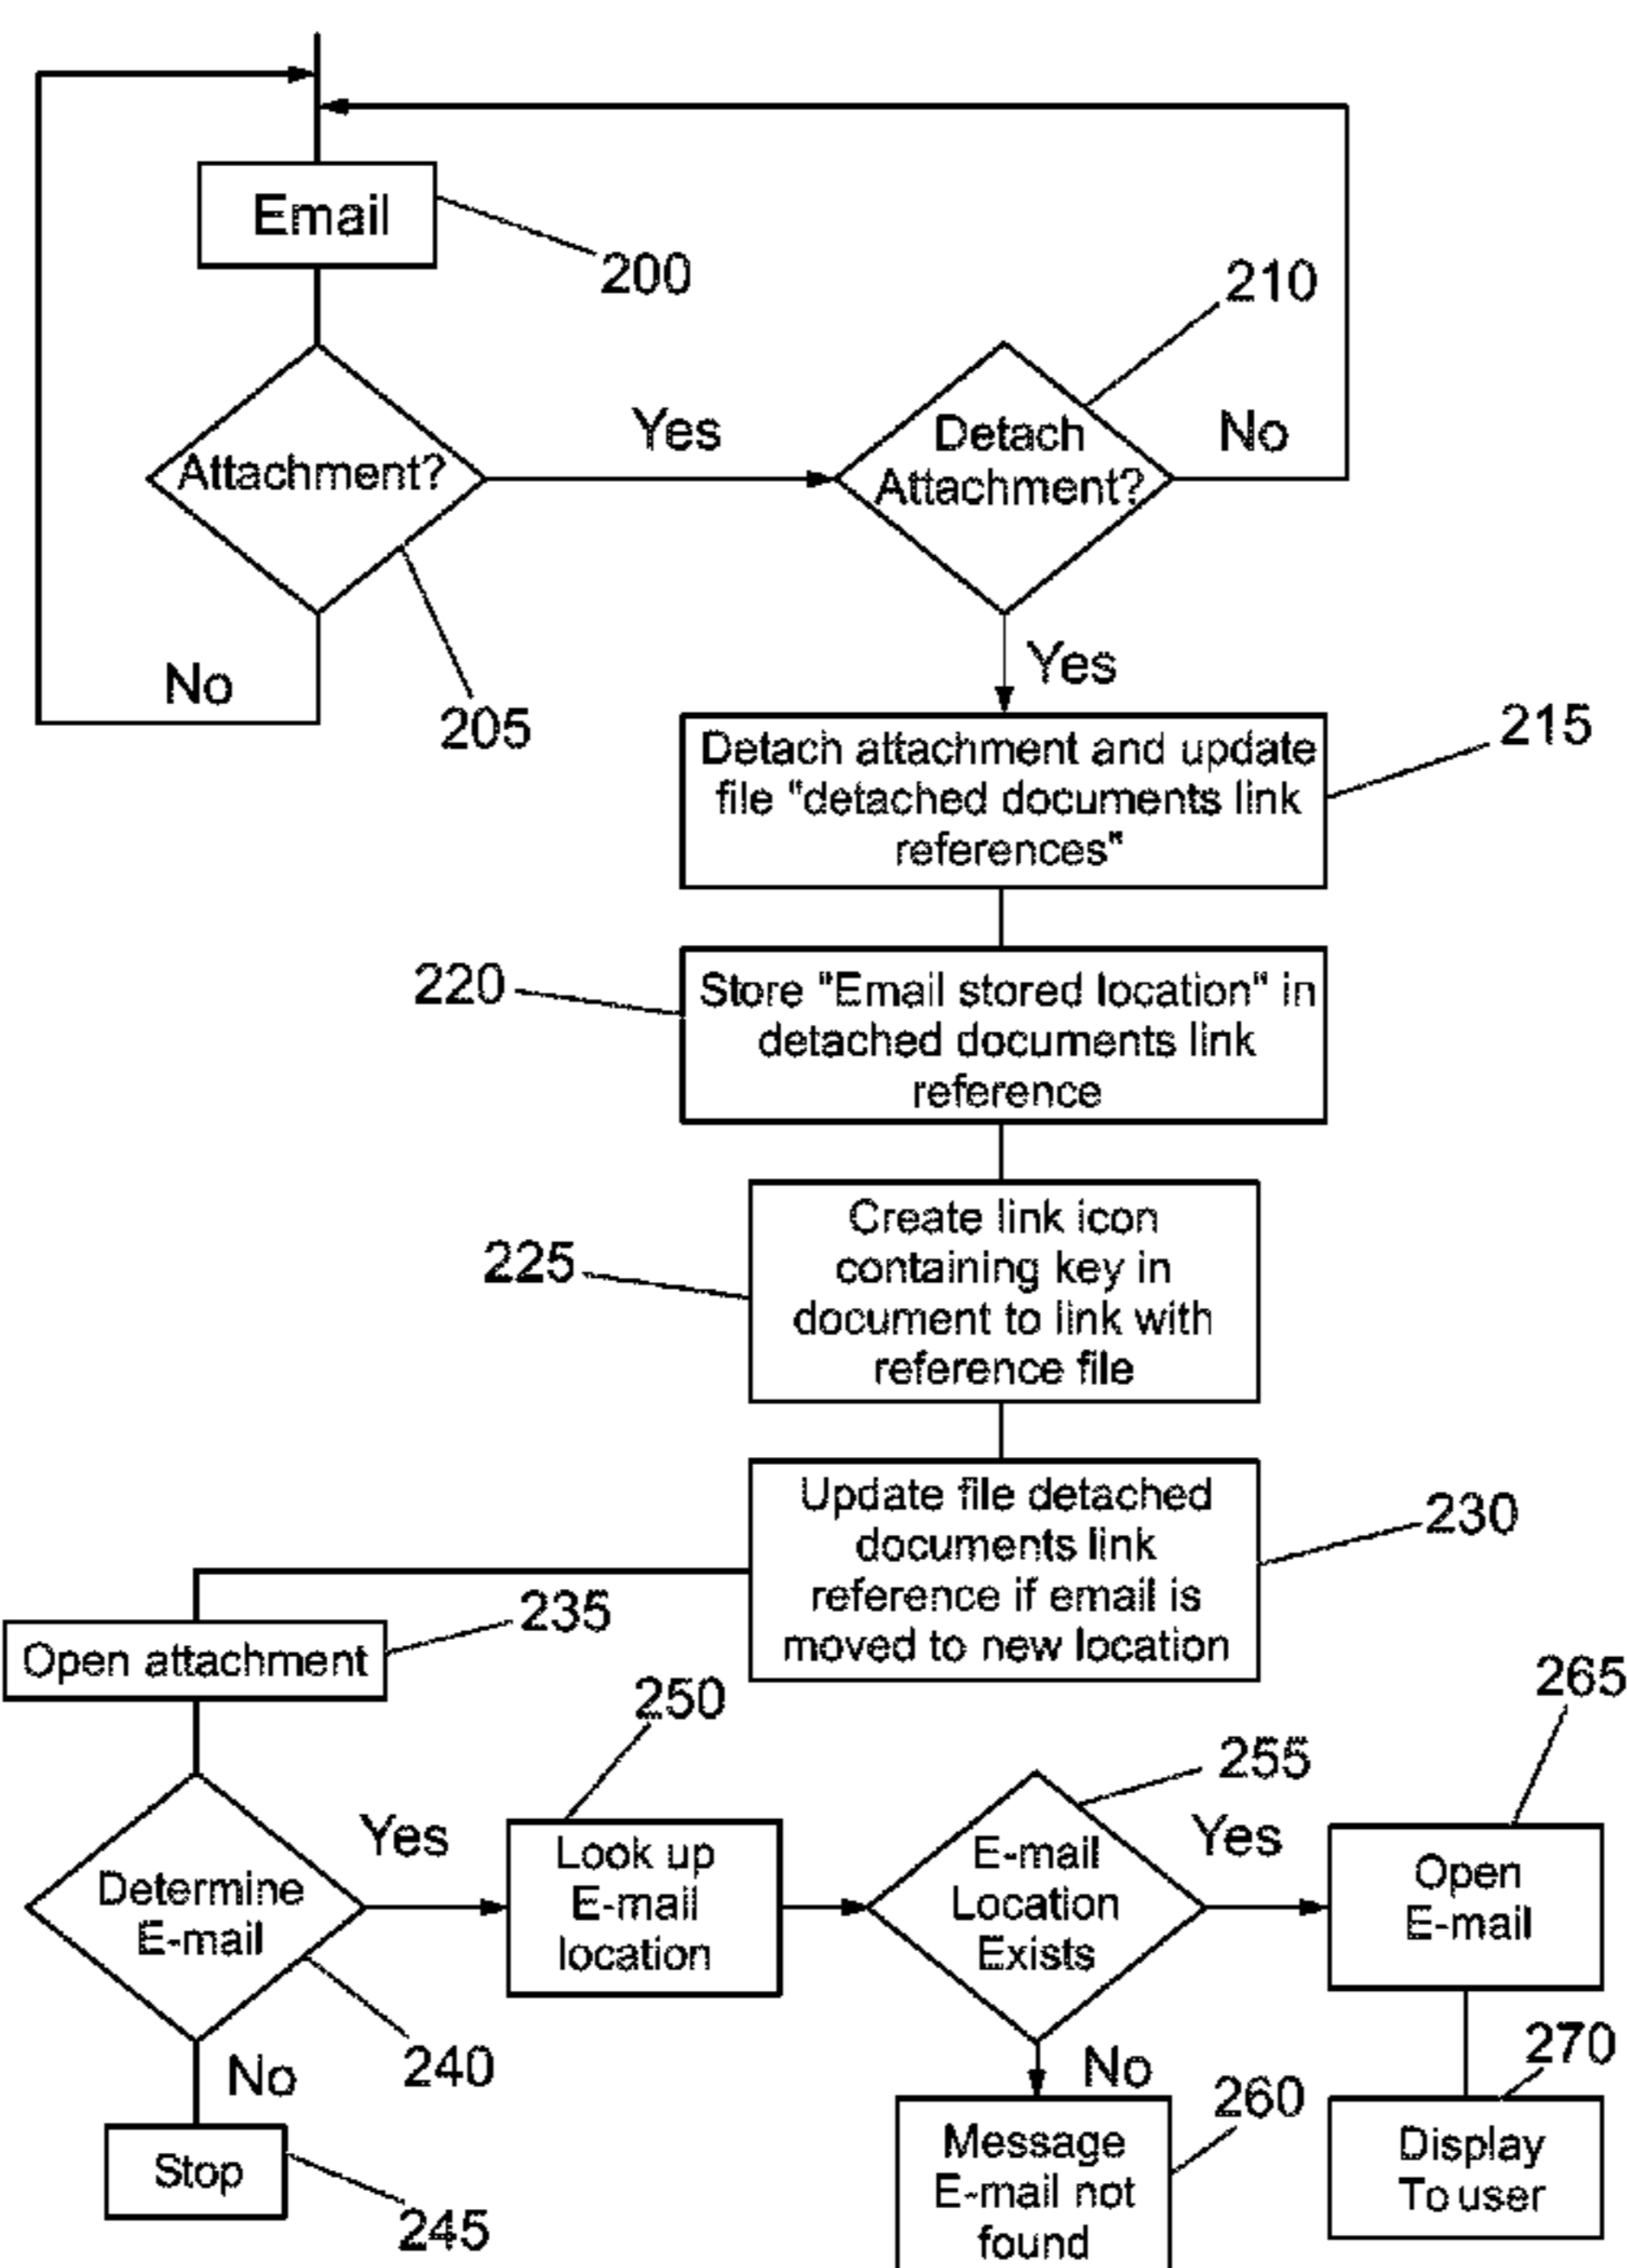 Email
200
210
Attachment?
Yes
Detach
Attachment?
No
No
205
Yes
Detach attachment and update
file "detached documents link
references"
215
220
Store "Email stored location" in
detached documents link
reference
225
Create link icon
containing key in
document to link with
reference file
Update file detached
documents link
reference if email is
moved to new location
230
Open attachment
235
250
255
265
Determine
E-mail
Yes
Look up
E-mail
location
E-mail
Location
Exists
Yes
Open
E-mail
240
No
Stop
245
No
260
Message
E-mail not
found
270
Display
To user